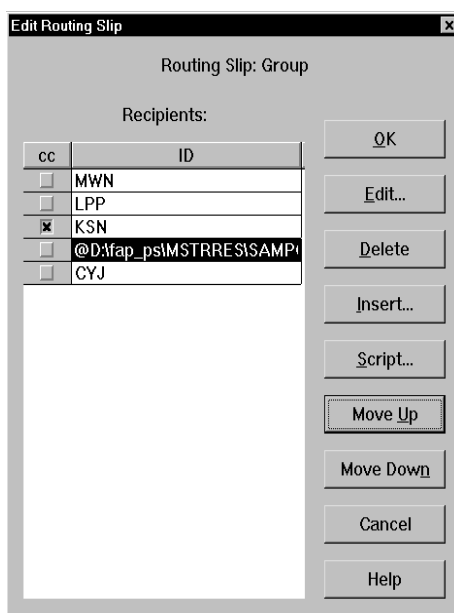 Edit Routing Slip
Routing Slip: Group
Recipients:
cc ID
MWN
LPP
KSN
@D:\fap_ps\MSTRRES\SAMP
CYJ
OK
Edit...
Delete
Insert...
Script...
Move Up
Move Down
Cancel
Help